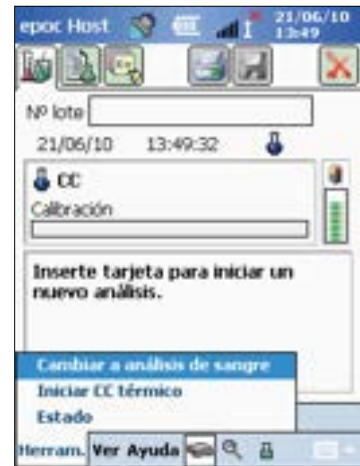 epoc Host 21/06/10
13:49
Nº lote
21/06/10 13:49:32
CC
Calibración
Inserte tarjeta para iniciar un
nuevo análisis.
Cambiar a análisis de sangre
Iniciar CC térmico
Estado
Herram. Ver Ayuda